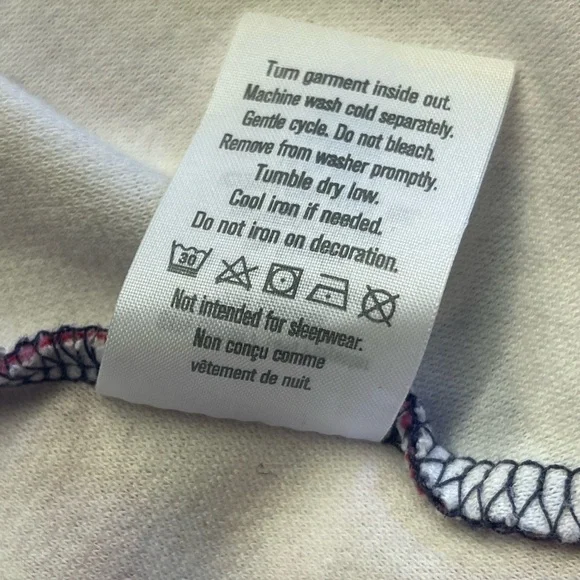 Turn garment inside out.
Machine wash cold separately.
Gentle cycle. Do not bleach.
Remove from washer promptly.
Tumble dry low.
Cool iron if needed.
Do not iron on decoration.
30
Not intended for sleepwear.
Non conçu comme
vêtement de nuit.